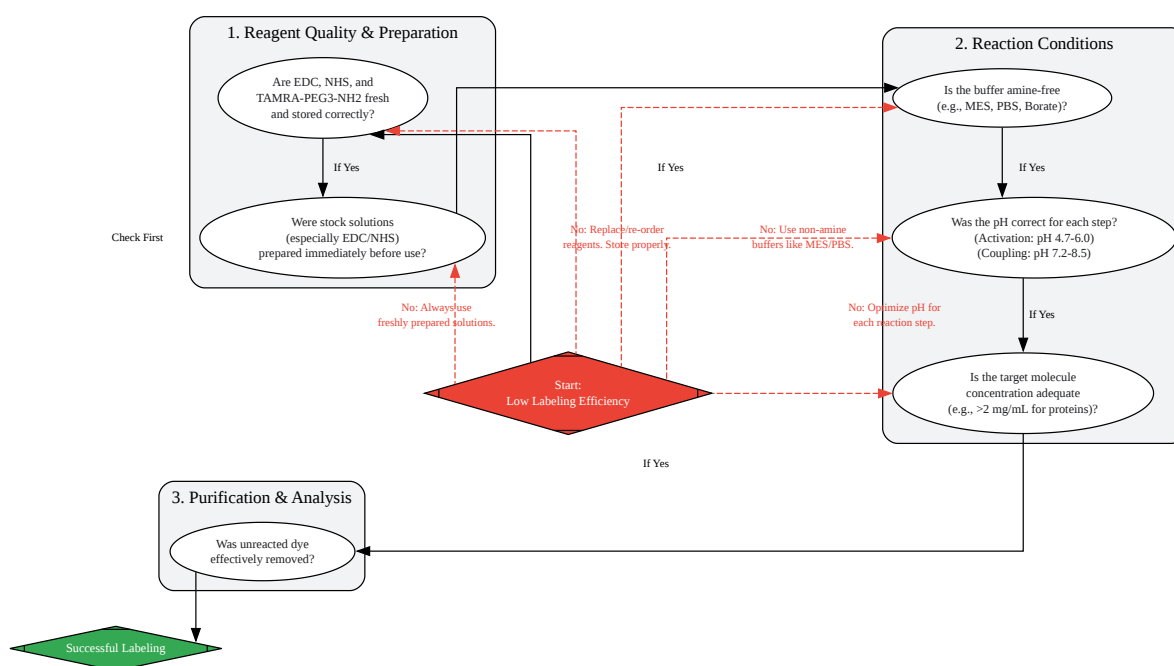 1. Reagent Quality & Preparation
Are EDC, NHS, and
TAMRA-PEG3-NH2 fresh
and stored correctly?
If Yes
Were stock solutions
(especially EDC/NHS)
prepared immediately before use?
Check First
2. Reaction Conditions
Is the buffer amine-free
(e.g., MES, PBS, Borate)?
If Yes
If Yes
Was the pH correct for each step?
(Activation: pH 4.7-6.0)
(Coupling: pH 7.2-8.5)
No: Replace/re-order
reagents. Store properly.
No: Use non-amine
buffers like MES/PBS.
No: Always use
freshly prepared solutions.
No: Optimize pH for
each reaction step.
If Yes
Is the target molecule
concentration adequate
(e.g., >2 mg/mL for proteins)?
Start:
Low Labeling Efficiency
If Yes
3. Purification & Analysis
Was unreacted dye
effectively removed?
Successful Labeling